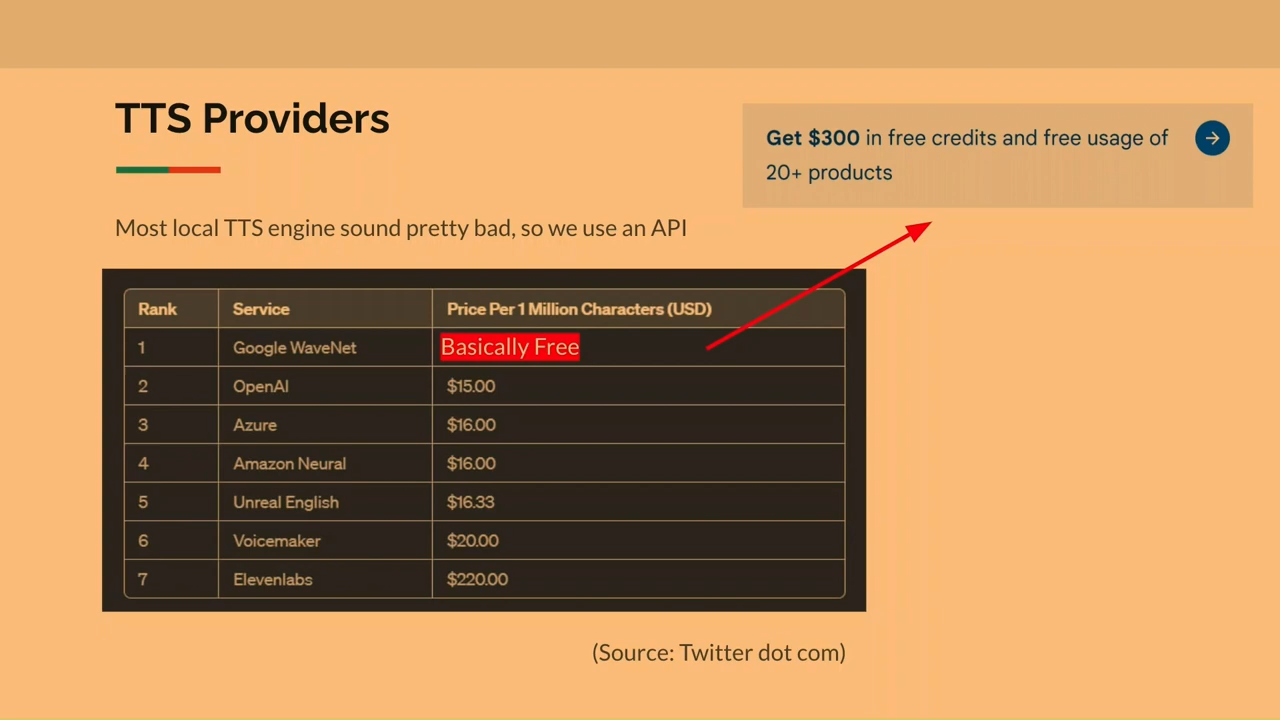 TTS Providers
Get $300 in free credits and free usage of
20+ products
Most local TTS engine sound pretty bad, so we use an API
Rank Service Price Per 1 Million Characters (USD)
1 Google WaveNet Basically Free
2 OpenAI $15.00
3 Azure $16.00
4 Amazon Neural $16.00
5 Unreal English $16.33
6 Voicemaker $20.00
7 Elevenlabs $220.00
(Source: Twitter dot com)